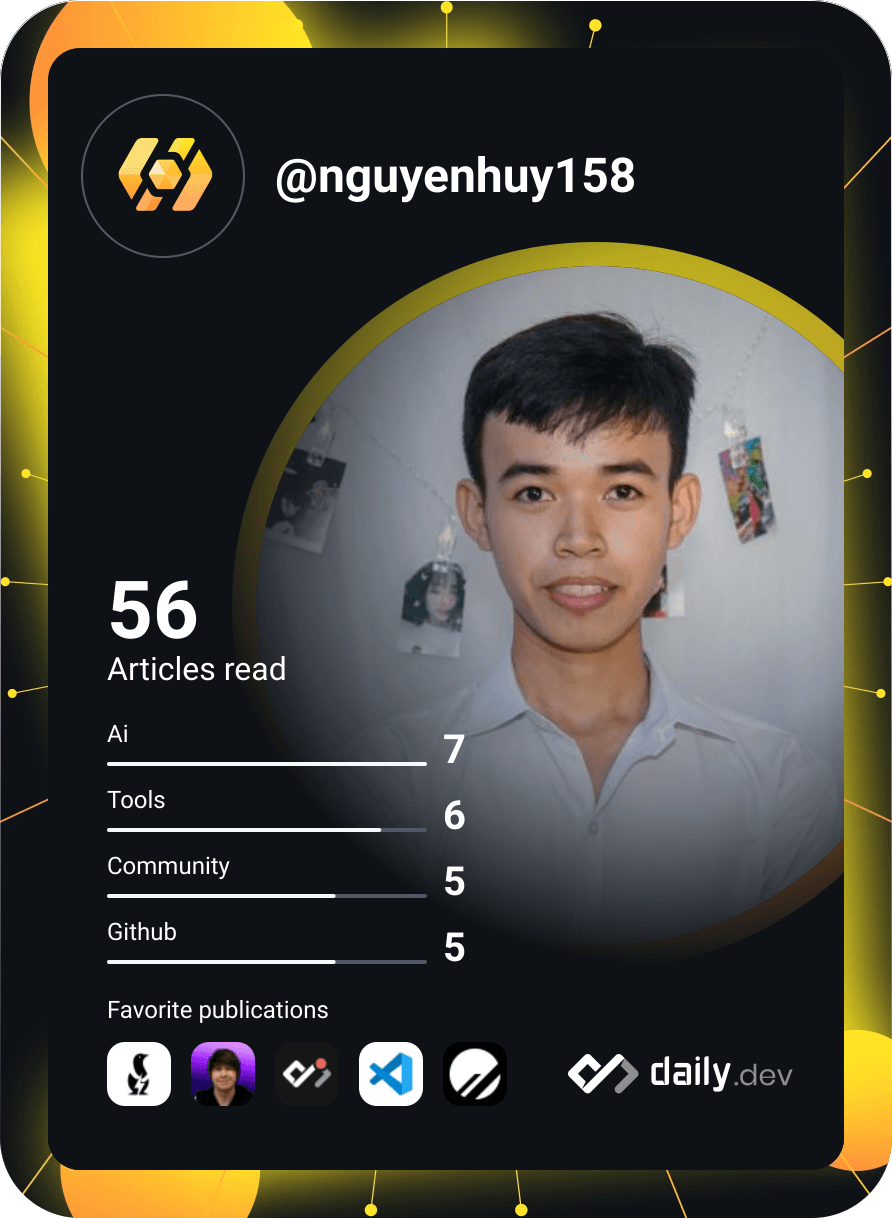 @nguyenhuy158
56
Articles read
Ai
7
Tools
6
Community
5
Github
5
Favorite publications
daily.dev